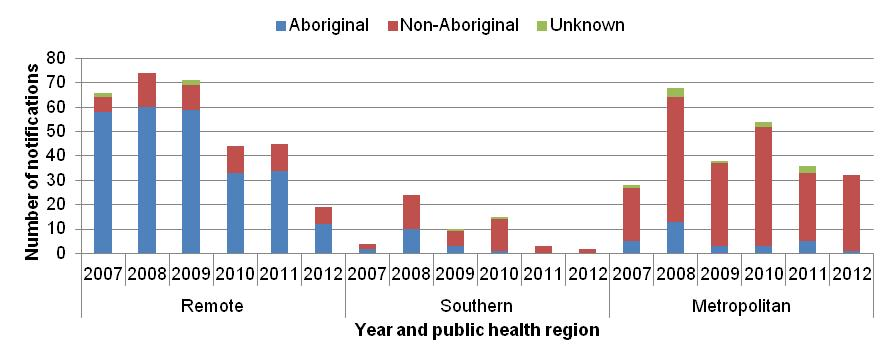 Aboriginal Non-Aboriginal Unknown
Number of notifications
80
70
60
50
40
30
20
10
0
2007 2008 2009 2010 2011 2012 2007 2008 2009 2010 2011 2012 2007 2008 2009 2010 2011 2012
Remote Southern Metropolitan
Year and public health region